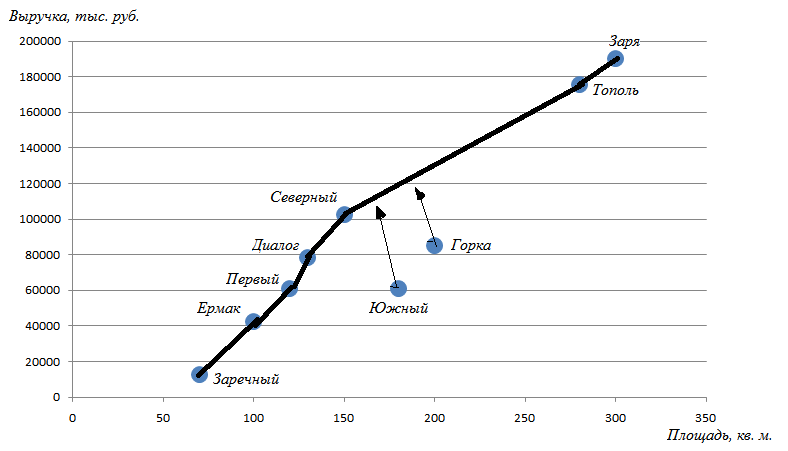 Выручка, тыс. руб.
200000
180000
160000
140000
120000
100000
80000
60000
40000
20000
0
Заря
Тополь
Северный
Диалог
Горка
Первый
Ермак
Южный
Заречный
0 50 100 150 200 250 300 350
Площадь, кв. м.